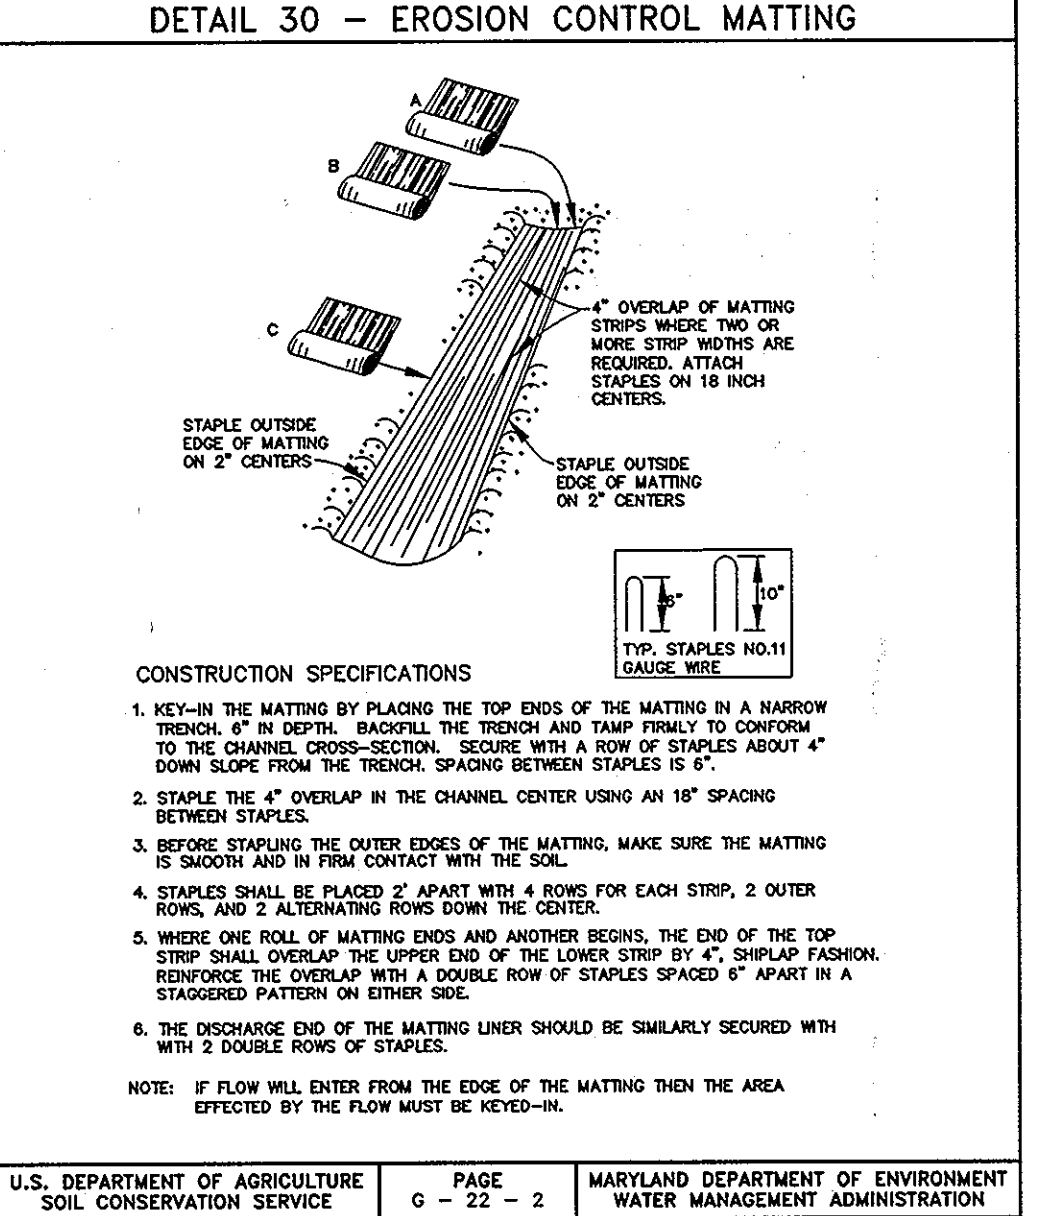 DETAIL 30 – EROSION CONTROL MATTING
A
B
C
4" OVERLAP OF MATTING
STRIPS WHERE TWO OR
MORE STRIP WIDTHS ARE
REQUIRED. ATTACH
STAPLES ON 18 INCH
CENTERS.
STAPLE OUTSIDE
EDGE OF MATTING
ON 2" CENTERS
STAPLE OUTSIDE
EDGE OF MATTING
ON 2" CENTERS
6"
10"
TYP. STAPLES NO.11
GAUGE WIRE
CONSTRUCTION SPECIFICATIONS
1. KEY–IN THE MATTING BY PLACING THE TOP ENDS OF THE MATTING IN A NARROW
TRENCH. 6" IN DEPTH. BACKFILL THE TRENCH AND TAMP FIRMLY TO CONFORM
TO THE CHANNEL CROSS–SECTION. SECURE WITH A ROW OF STAPLES ABOUT 4"
DOWN SLOPE FROM THE TRENCH. SPACING BETWEEN STAPLES IS 6".
2. STAPLE THE 4" OVERLAP IN THE CHANNEL CENTER USING AN 18" SPACING
BETWEEN STAPLES.
3. BEFORE STAPLING THE OUTER EDGES OF THE MATTING, MAKE SURE THE MATTING
IS SMOOTH AND IN FIRM CONTACT WITH THE SOIL.
4. STAPLES SHALL BE PLACED 2' APART WITH 4 ROWS FOR EACH STRIP, 2 OUTER
ROWS, AND 2 ALTERNATING ROWS DOWN THE CENTER.
5. WHERE ONE ROLL OF MATTING ENDS AND ANOTHER BEGINS, THE END OF THE TOP
STRIP SHALL OVERLAP THE UPPER END OF THE LOWER STRIP BY 4", SHIPLAP FASHION.
REINFORCE THE OVERLAP WITH A DOUBLE ROW OF STAPLES SPACED 6" APART IN A
STAGGERED PATTERN ON EITHER SIDE.
6. THE DISCHARGE END OF THE MATTING LINER SHOULD BE SIMILARLY SECURED WITH
WITH 2 DOUBLE ROWS OF STAPLES.
NOTE: IF FLOW WILL ENTER FROM THE EDGE OF THE MATTING THEN THE AREA
EFFECTED BY THE FLOW MUST BE KEYED–IN.
U.S. DEPARTMENT OF AGRICULTURE
SOIL CONSERVATION SERVICE
PAGE
G – 22 – 2
MARYLAND DEPARTMENT OF ENVIRONMENT
WATER MANAGEMENT ADMINISTRATION